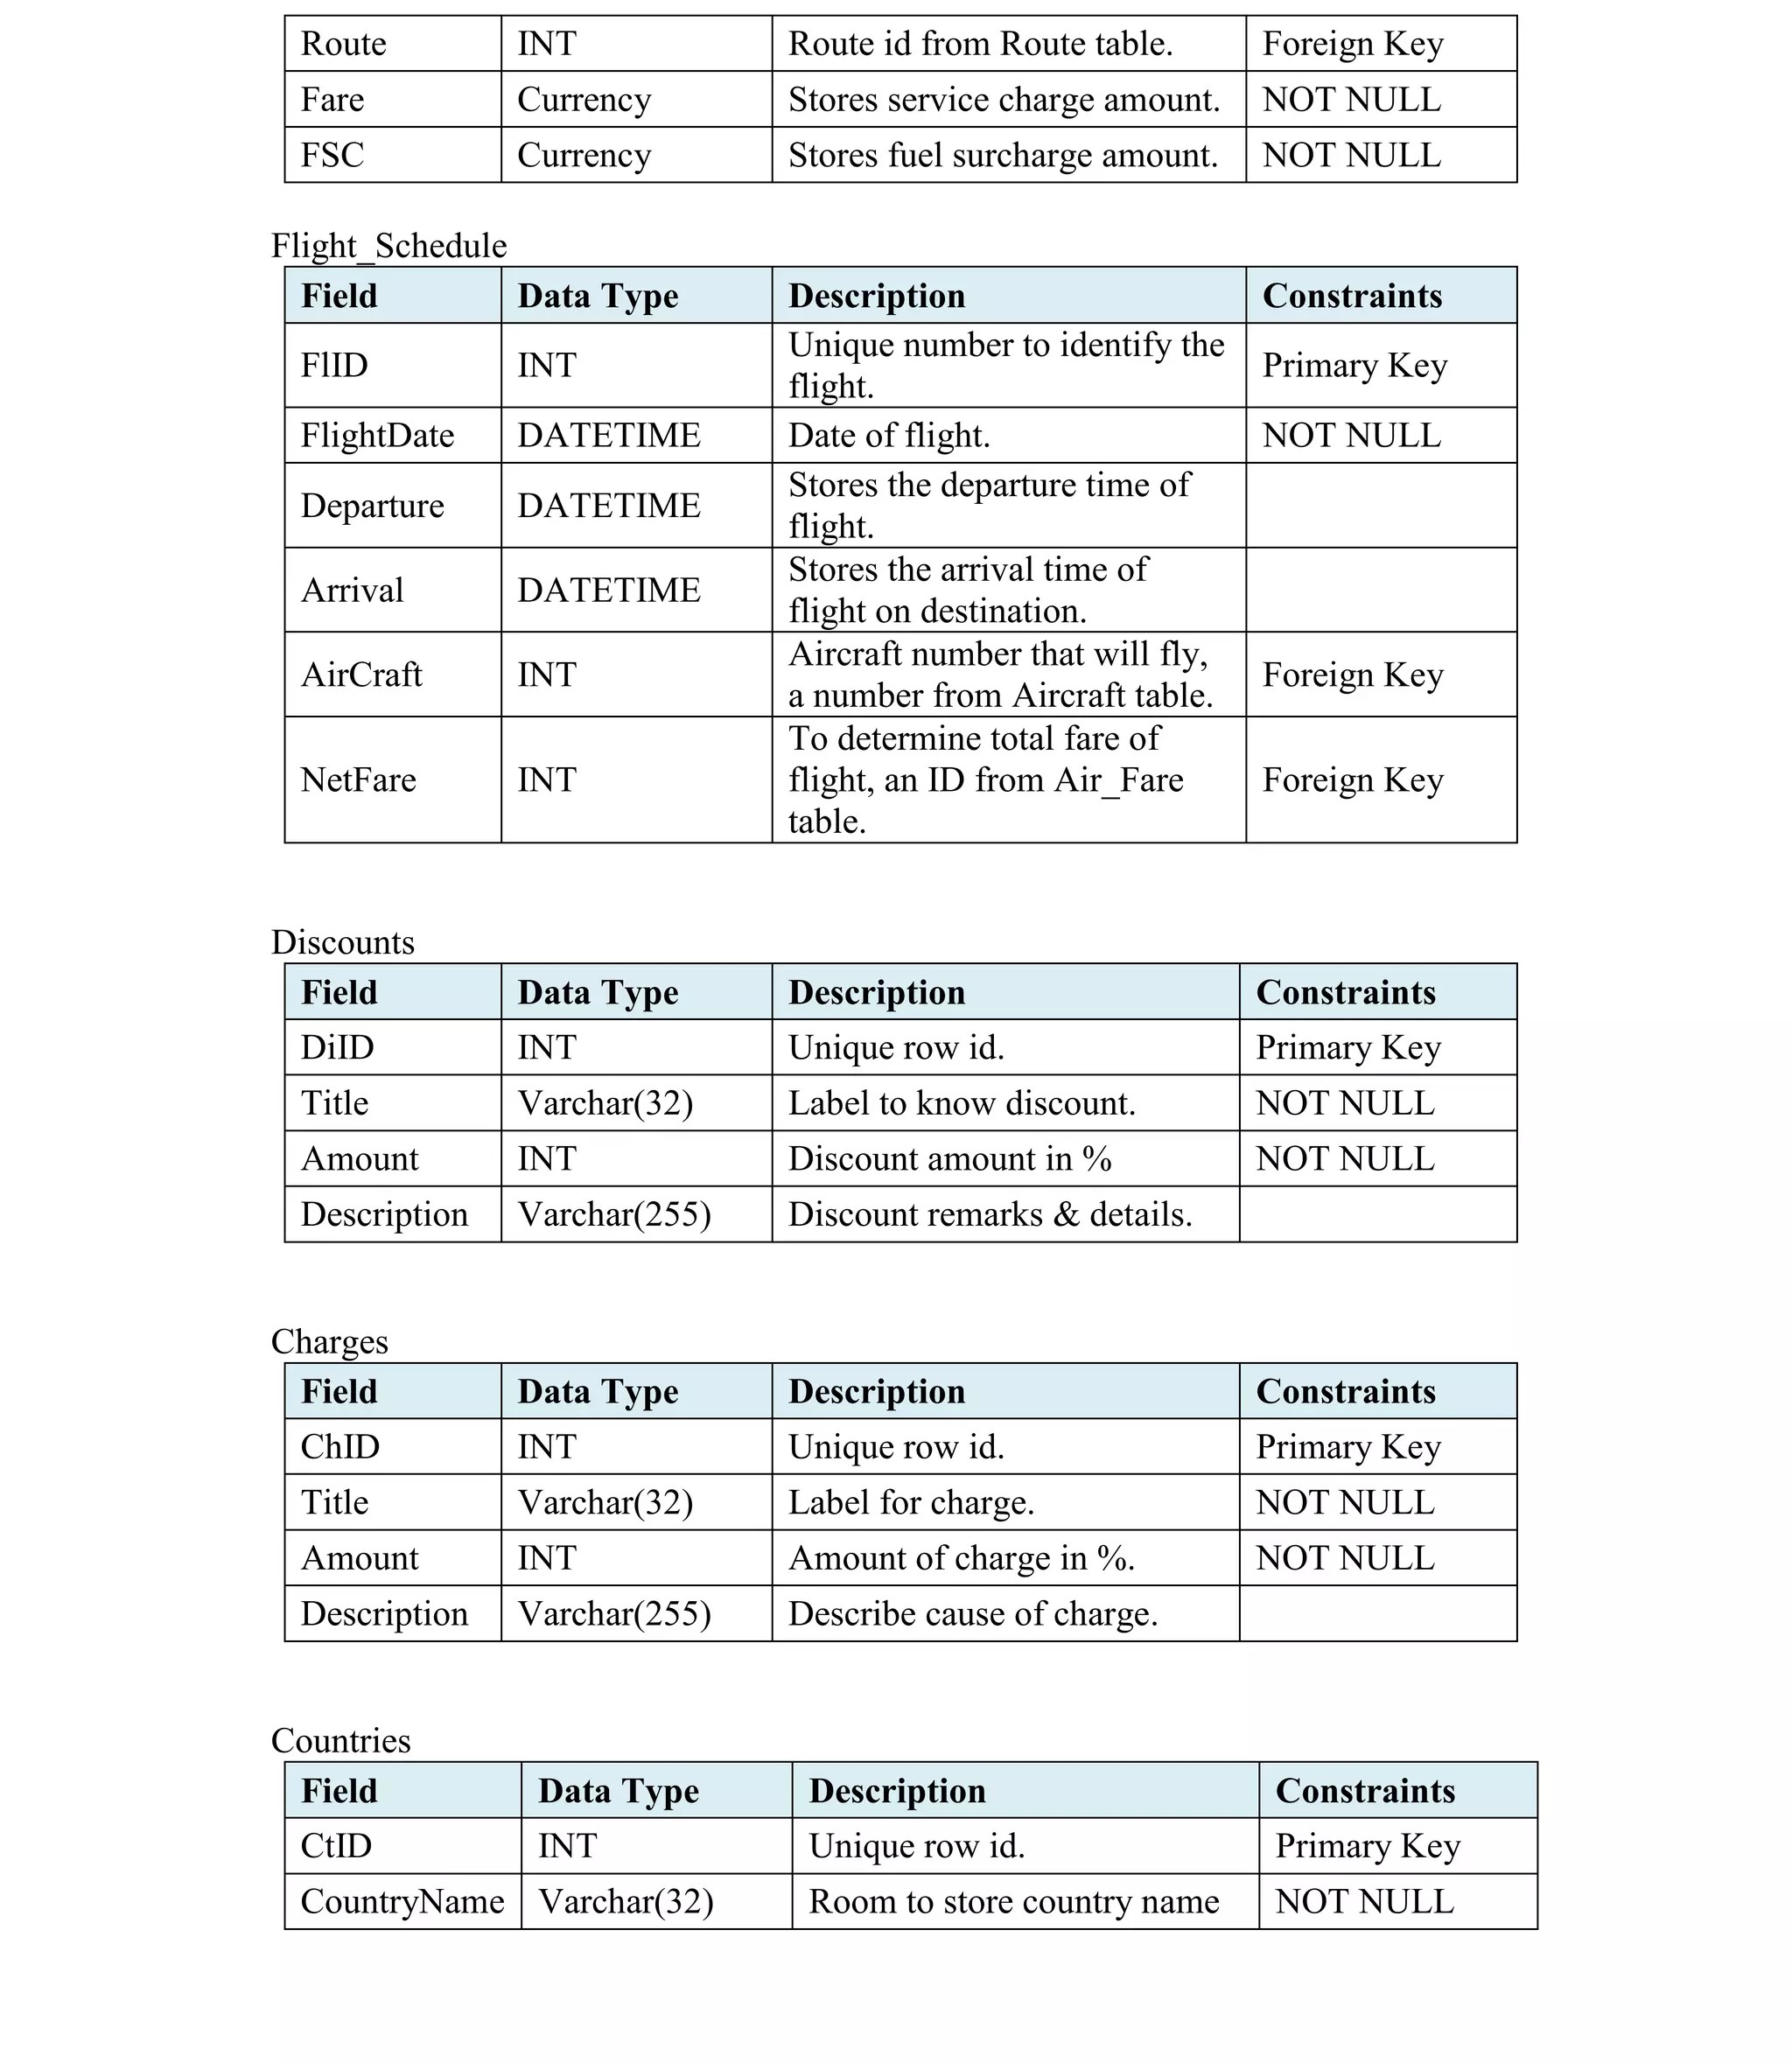 Route INT Route id from Route table. Foreign Key
Fare Currency Stores service charge amount. NOT NULL
FSC Currency Stores fuel surcharge amount. NOT NULL
Flight_Schedule
Field Data Type Description Constraints
FlID INT Unique number to identify the
flight. Primary Key
FlightDate DATETIME Date of flight. NOT NULL
Departure DATETIME Stores the departure time of
flight.
Arrival DATETIME Stores the arrival time of
flight on destination.
AirCraft INT Aircraft number that will fly,
a number from Aircraft table. Foreign Key
NetFare INT To determine total fare of
flight, an ID from Air_Fare
table. Foreign Key
Discounts
Field Data Type Description Constraints
DiID INT Unique row id. Primary Key
Title Varchar(32) Label to know discount. NOT NULL
Amount INT Discount amount in % NOT NULL
Description Varchar(255) Discount remarks & details.
Charges
Field Data Type Description Constraints
ChID INT Unique row id. Primary Key
Title Varchar(32) Label for charge. NOT NULL
Amount INT Amount of charge in %. NOT NULL
Description Varchar(255) Describe cause of charge.
Countries
Field Data Type Description Constraints
CtID INT Unique row id. Primary Key
CountryName Varchar(32) Room to store country name NOT NULL